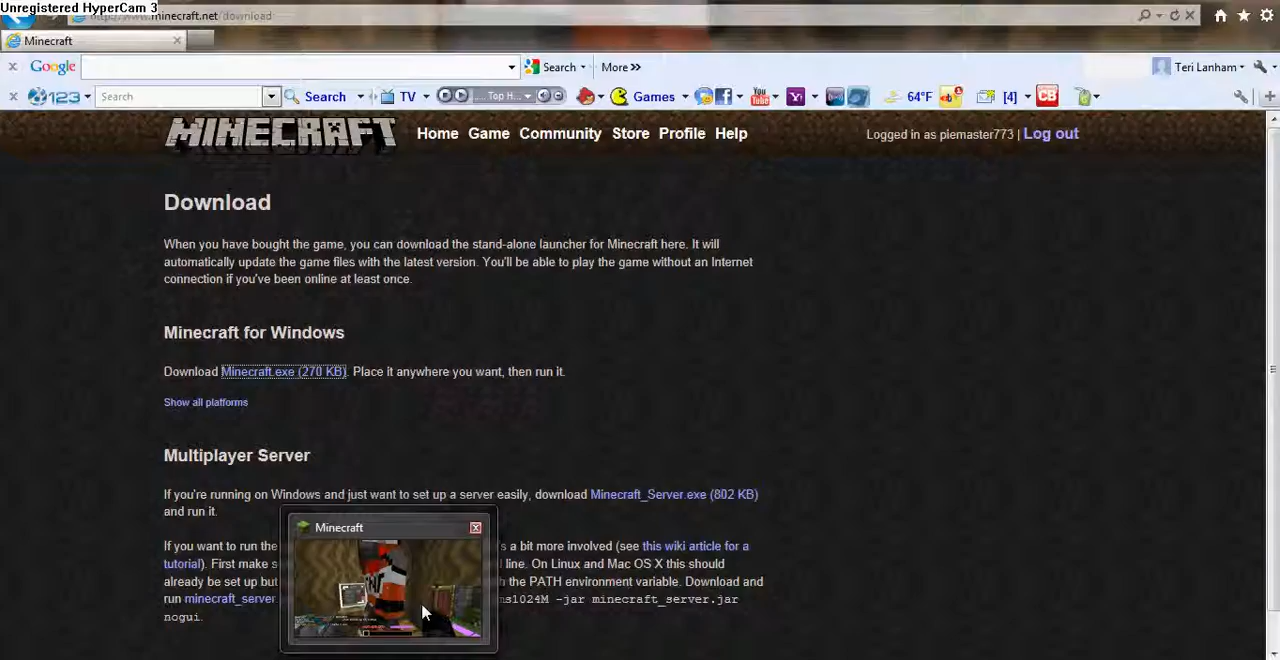 Unregistered HyperCam 3
http://www.minecraft.net/download
Minecraft
Google Search More >>
Teri Lanham
123 Search Search TV .... Top H... Games 64°F [4] CB
MINECRAFT Home Game Community Store Profile Help Logged in as piemaster773 | Log out
Download
When you have bought the game, you can download the stand-alone launcher for Minecraft here. It will
automatically update the game files with the latest version. You'll be able to play the game without an Internet
connection if you've been online at least once.
Minecraft for Windows
Download Minecraft.exe (270 KB). Place it anywhere you want, then run it.
Show all platforms
Multiplayer Server
If you're running on Windows and just want to set up a server easily, download Minecraft_Server.exe (802 KB)
and run it.
Minecraft
If you want to run the s a bit more involved (see this wiki article for a
tutorial). First make s line. On Linux and Mac OS X this should
already be set up but h the PATH environment variable. Download and
run minecraft_server. ns1024M -jar minecraft_server.jar
nogui.